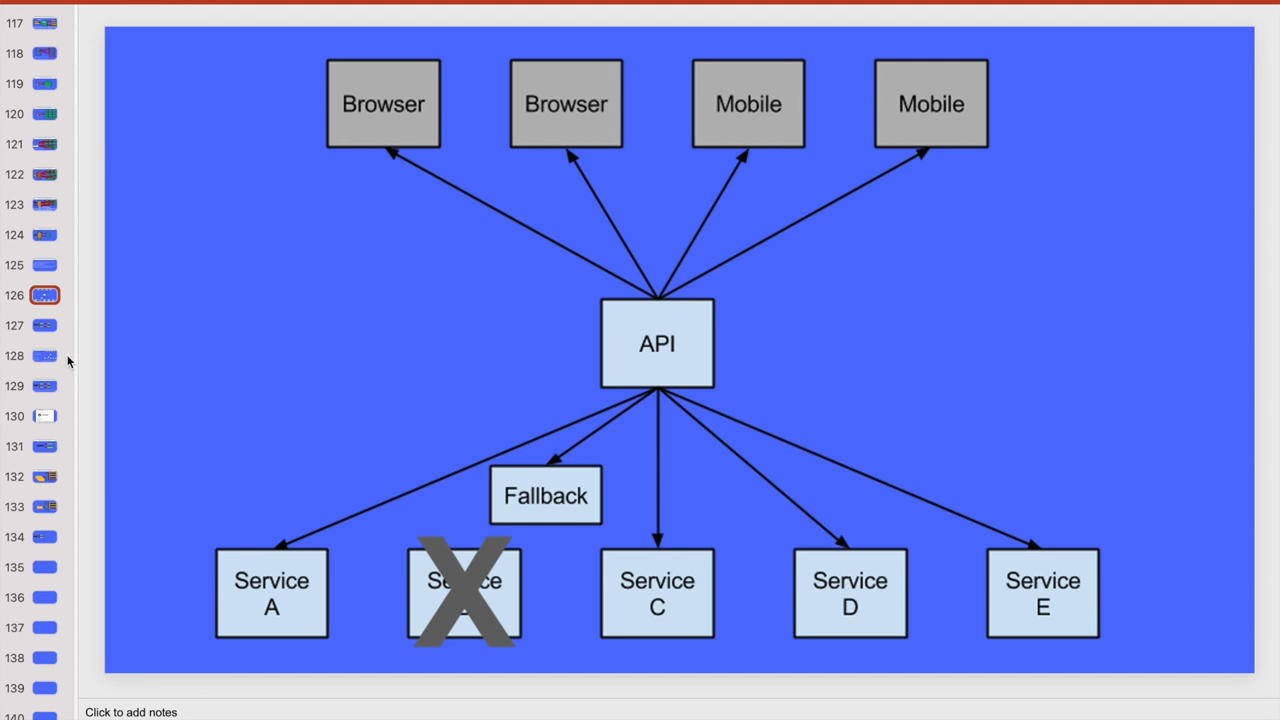 117
118
119
120
121
122
123
124
125
126
127
128
129
130
131
132
133
134
135
136
137
138
139
140
Browser
Browser
Mobile
Mobile
API
Fallback
Service
A
Service
C
Service
D
Service
E
Click to add notes